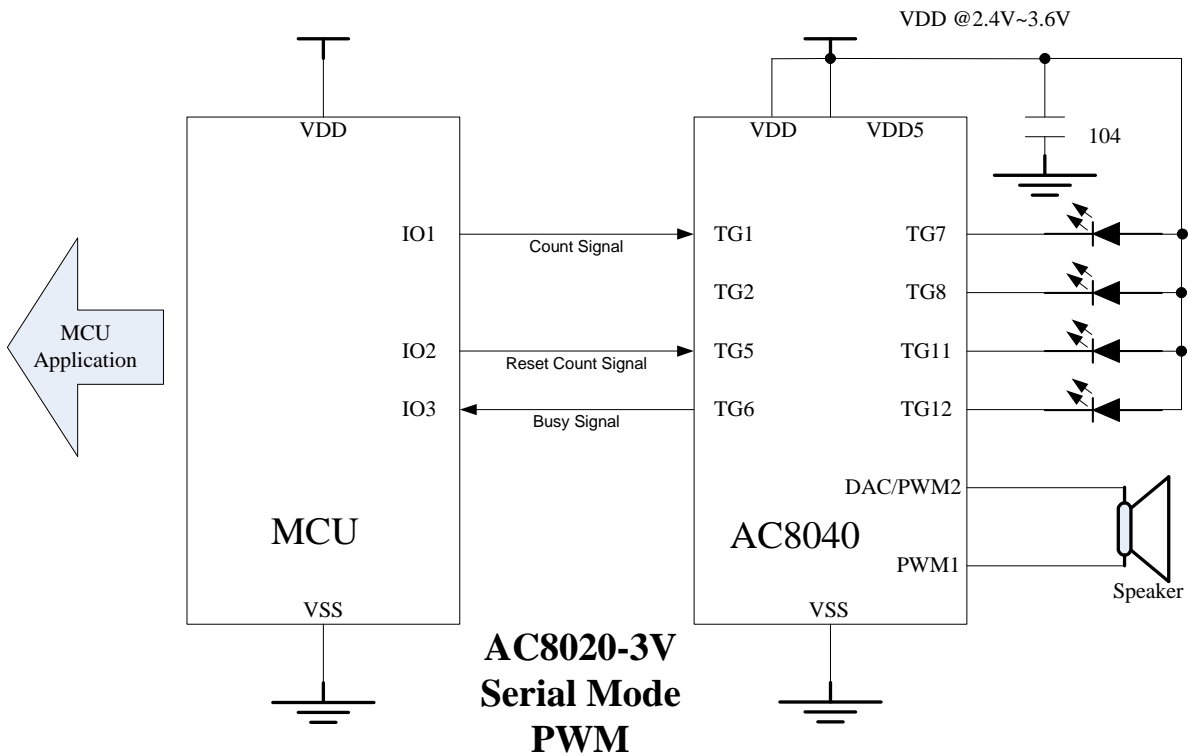 VDD @2.4V~3.6V
VDD
VDD
VDD5
104
IO1
Count Signal
TG1
TG7
TG2
TG8
MCU
Application
IO2
Reset Count Signal
TG5
TG11
IO3
Busy Signal
TG6
TG12
DAC/PWM2
MCU
AC8040
PWM1
Speaker
VSS
VSS
AC8020-3V
Serial Mode
PWM